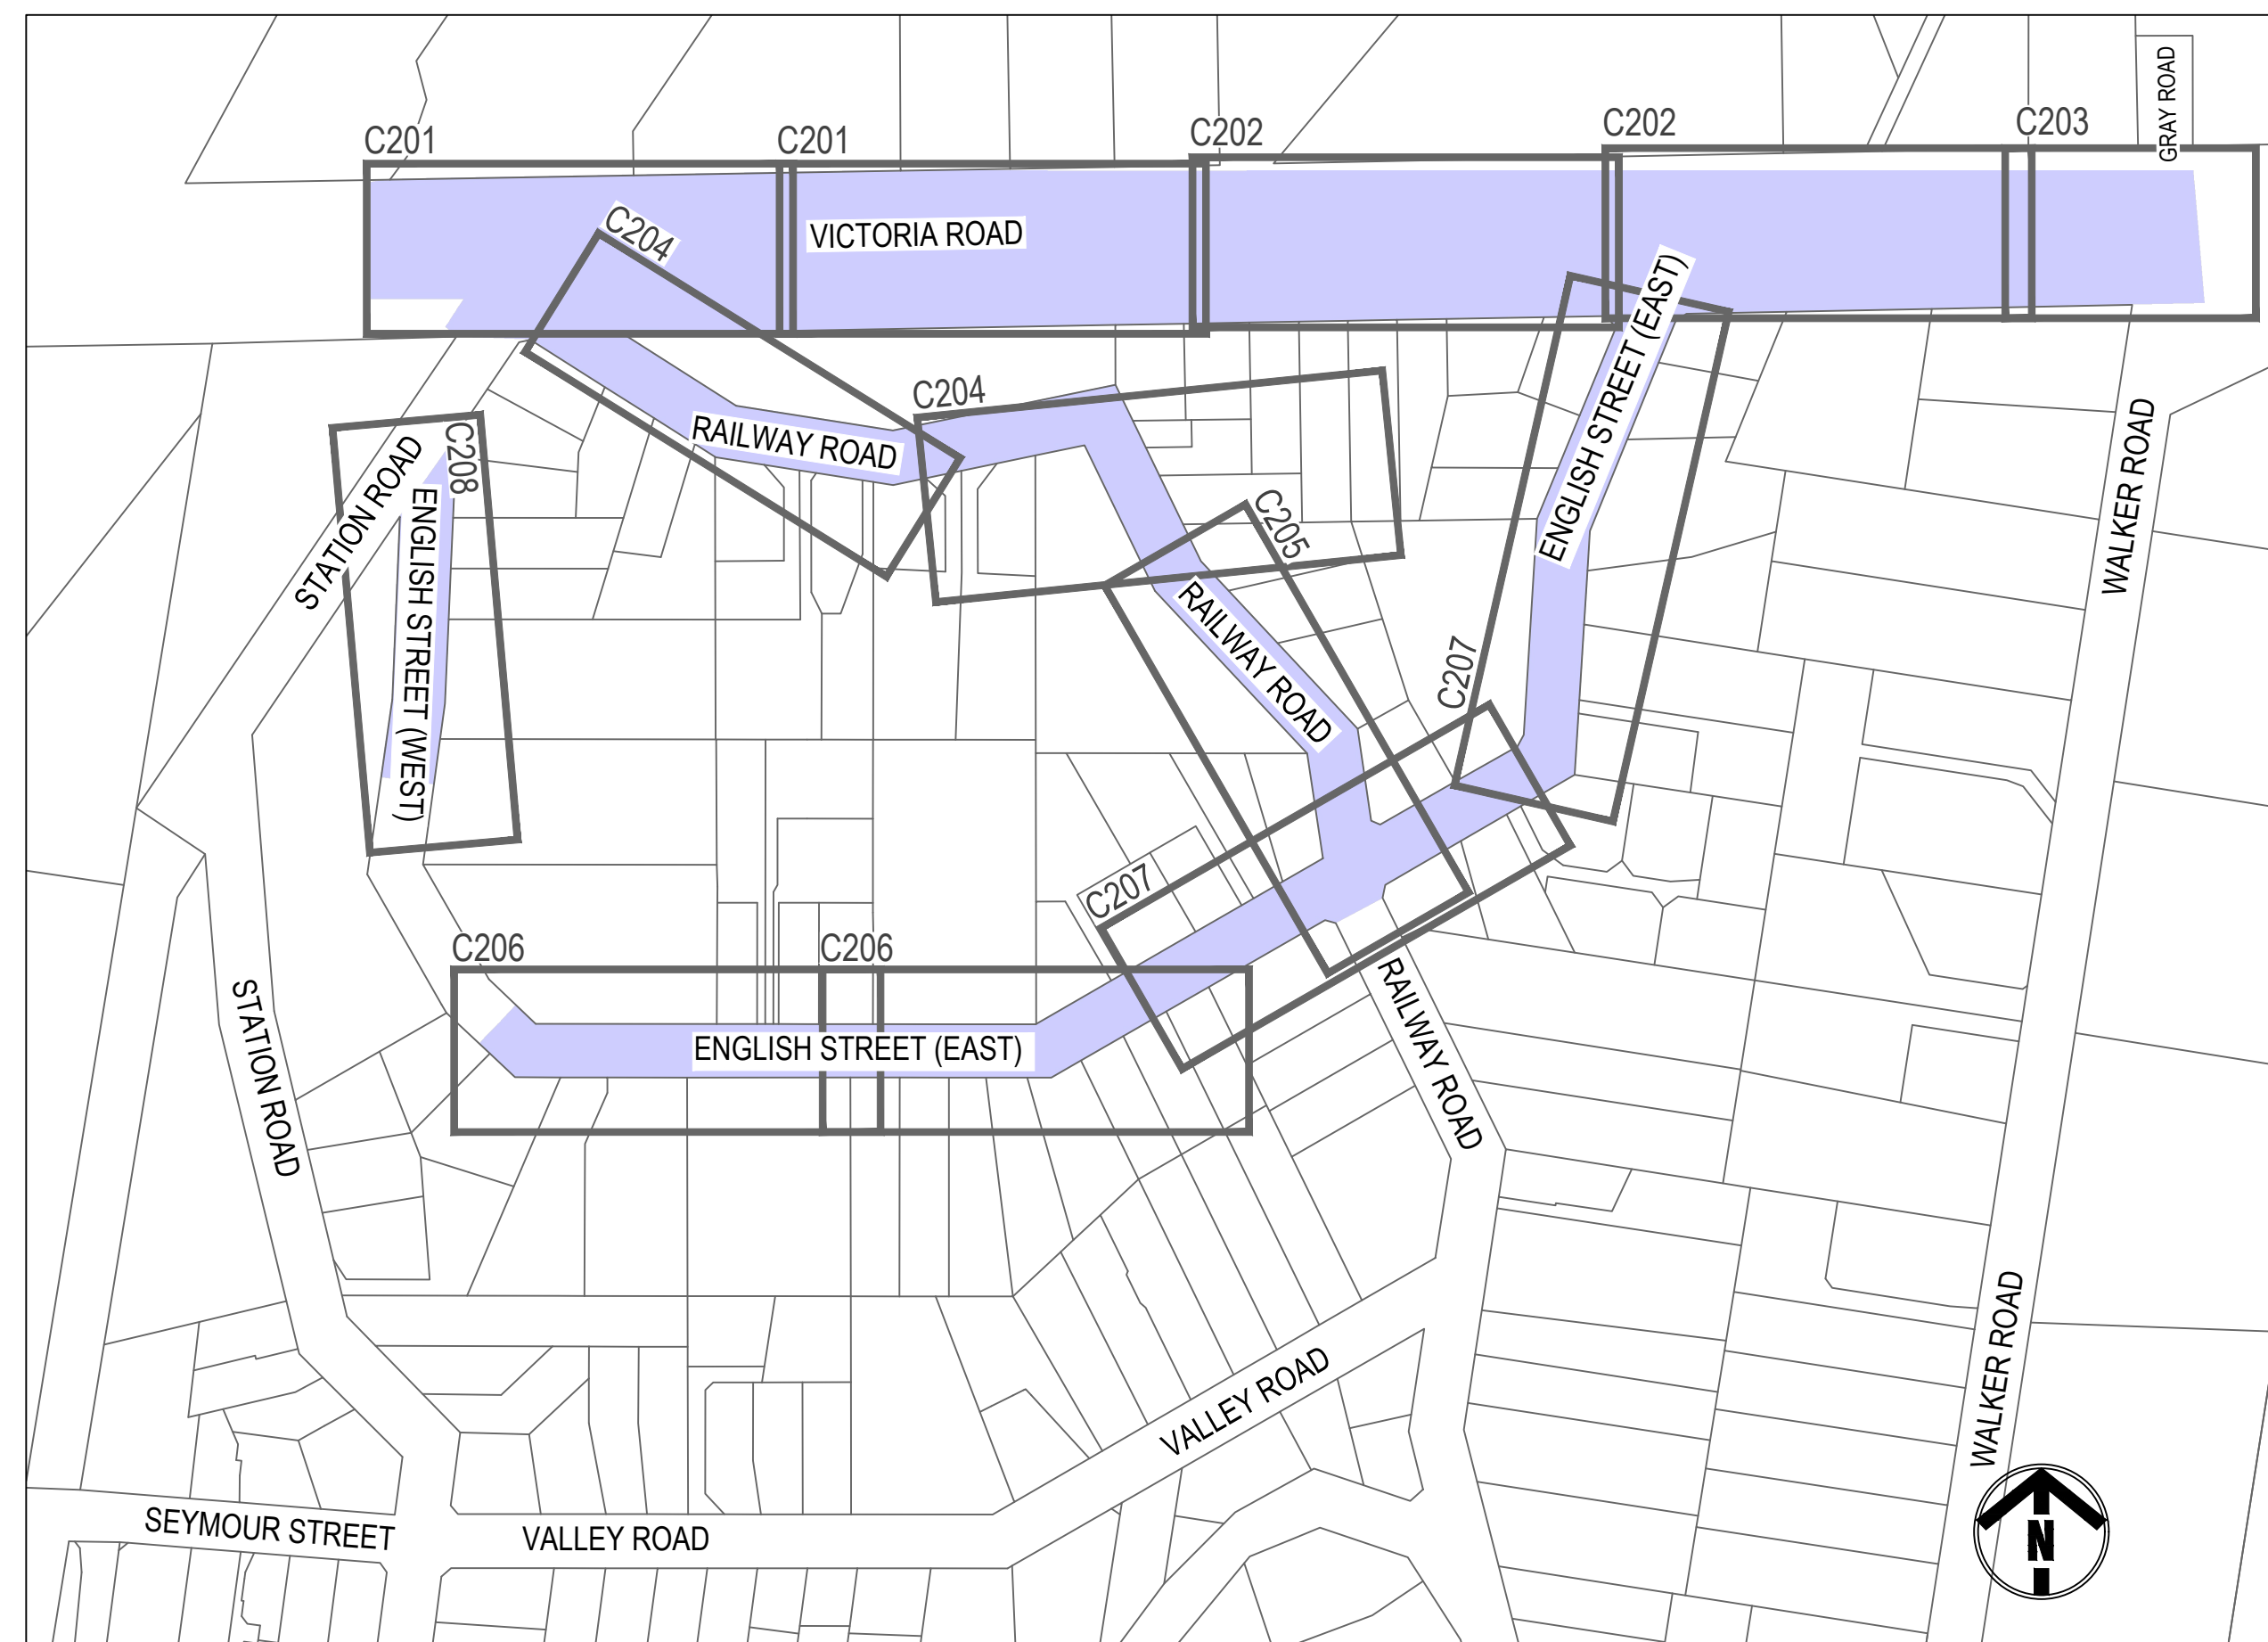 GRAY ROAD
C201
C201
C202
C202
C203
VICTORIA ROAD
C204
ENGLISH STREET (EAST)
C204
RAILWAY ROAD
C208
STATION ROAD
ENGLISH STREET (WEST)
WALKER ROAD
C205
RAILWAY ROAD
C207
C207
C206
C206
ENGLISH STREET (EAST)
STATION ROAD
RAILWAY ROAD
VALLEY ROAD
WALKER ROAD
SEYMOUR STREET
VALLEY ROAD
N